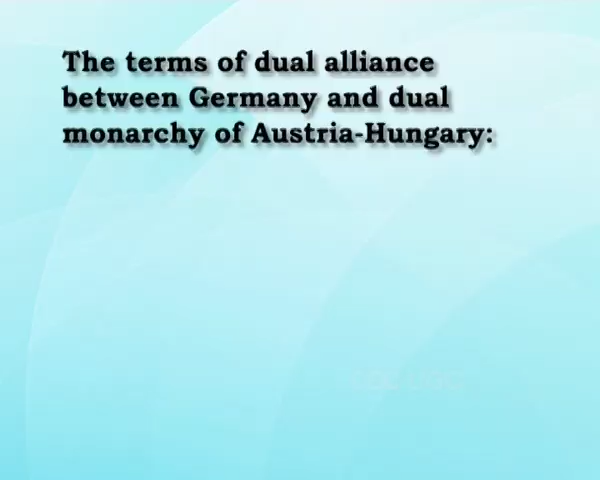 The terms of dual alliance
between Germany and dual
monarchy of Austria-Hungary: